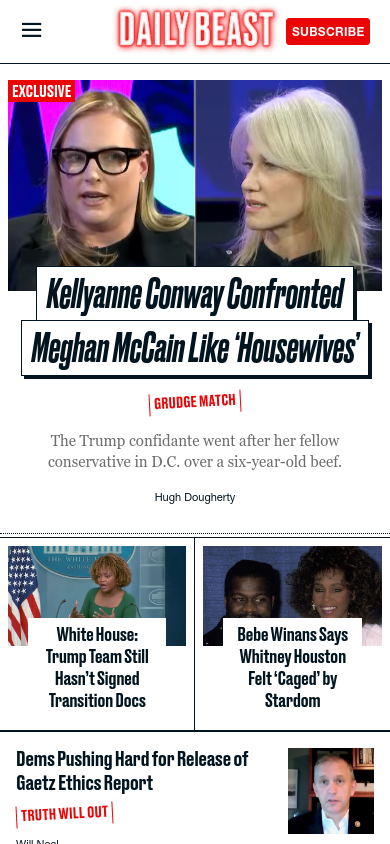 DAILY BEAST
SUBSCRIBE
EXCLUSIVE
Kellyanne Conway Confronted
Meghan McCain Like ‘Housewives’
GRUDGE MATCH
The Trump confidante went after her fellow
conservative in D.C. over a six-year-old beef.
Hugh Dougherty
White House:
Trump Team Still
Hasn’t Signed
Transition Docs
Bebe Winans Says
Whitney Houston
Felt ‘Caged’ by
Stardom
Dems Pushing Hard for Release of
Gaetz Ethics Report
TRUTH WILL OUT